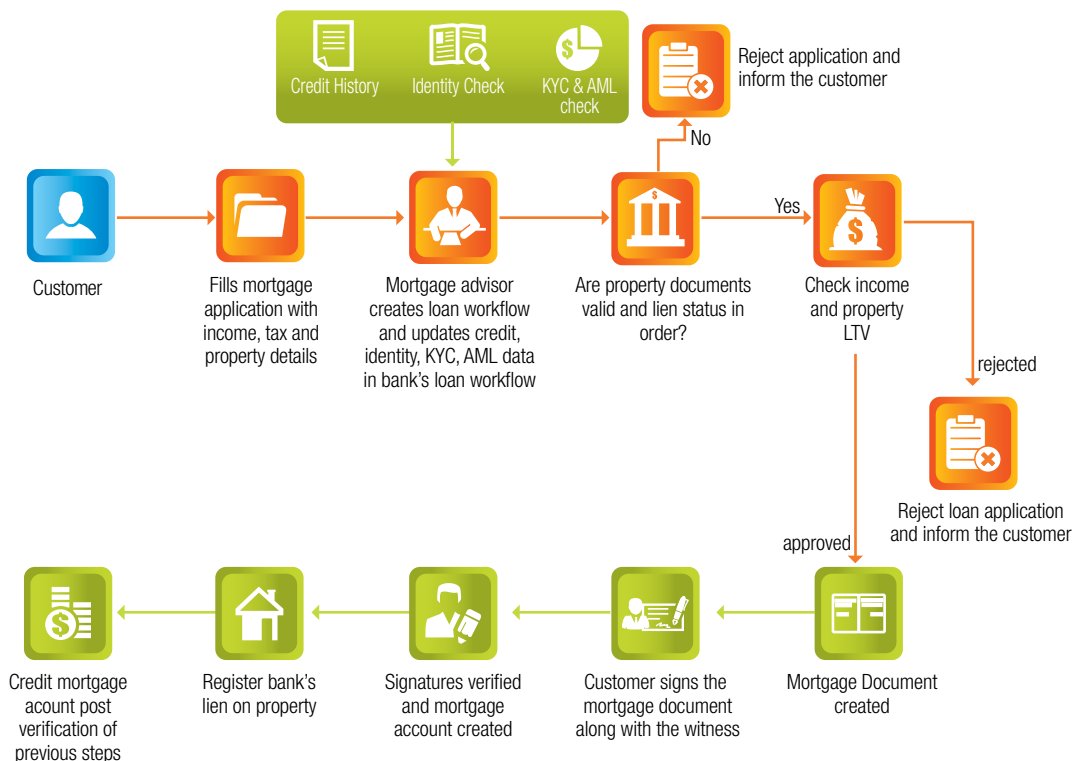 Credit History
Identity Check
KYC & AML
check
Reject application and
inform the customer
No
Yes
Customer
Fills mortgage
application with
income, tax and
property details
Mortgage advisor
creates loan workflow
and updates credit,
identity, KYC, AML data
in bank's loan workflow
Are property documents
valid and lien status in
order?
Check income
and property
LTV
rejected
Reject loan application
and inform the customer
approved
Mortgage Document
created
Customer signs the
mortgage document
along with the witness
Signatures verified
and mortgage
account created
Register bank's
lien on property
Credit mortgage
acount post
verification of
previous steps